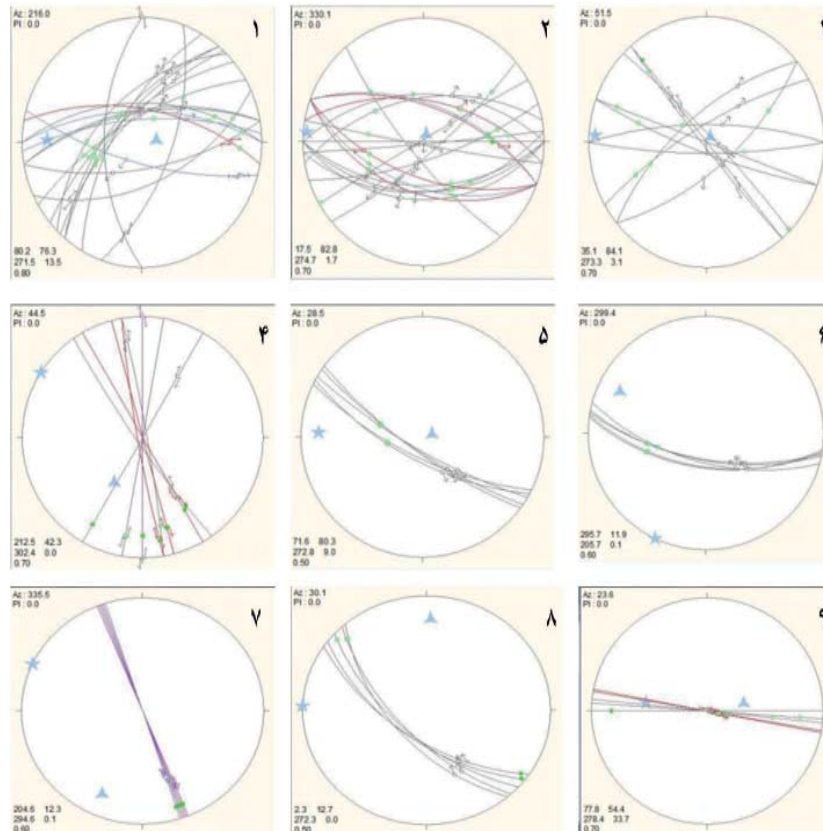 Az: 216.0
Pl: 0.0
۱
80.2 76.3
271.5 13.5
0.80
Az: 330.1
Pl: 0.0
۲
17.5 82.8
274.7 1.7
0.70
Az: 51.5
Pl: 0.0
35.1 84.1
273.3 3.1
0.70
Az: 44.5
Pl: 0.0
۴
212.5 42.3
302.4 0.0
0.70
Az: 28.5
Pl: 0.0
۵
71.6 80.3
272.8 9.0
0.50
Az: 299.4
Pl: 0.0
۶
295.7 11.9
205.7 0.1
0.60
Az: 335.5
Pl: 0.0
۷
204.6 12.3
294.6 0.1
0.60
Az: 30.1
Pl: 0.0
۸
2.3 12.7
272.3 0.0
0.50
Az: 23.6
Pl: 0.0
۹
77.8 54.4
278.4 33.7
0.70